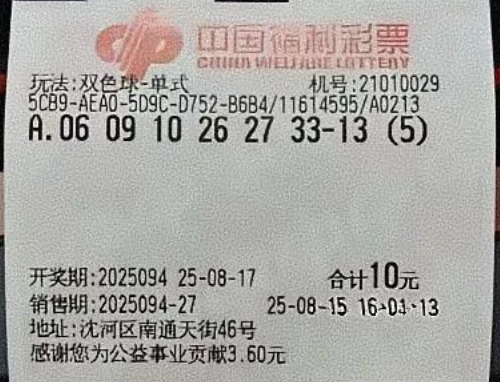 中国福利彩票
CHINA WELFARE LOTTERY
玩法:双色球-单式 机号:21010029
5CB9-AEA0-5D9C-D752-B6B4/11614595/A0213
A.06 09 10 26 27 33-13 (5)
开奖期:2025094 25-08-17 合计10元
销售期:2025094-27 25-08-15 16:01:13
地址:沈河区南通天街46号
感谢您为公益事业贡献3.60元